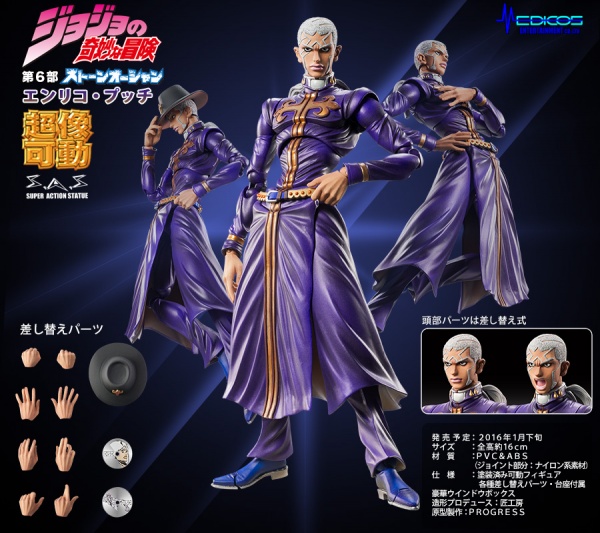 ジョジョの
奇妙な冒険
第6部 ストーンオーシャン
エンリコ・プッチ
超像
可動
S.A.S
SUPER ACTION STATUE
MEDICOS
ENTERTAINMENT
差し替えパーツ
頭部パーツは差し替え式
発売予定：2016年1月下旬
サイズ　：全高約16cm
材　質　：PVC&ABS
（ジョイント部分：ナイロン系素材）
仕　様　：塗装済み可動フィギュア
各種差し替えパーツ・台座付属
豪華ウインドウボックス
造形プロデュース：匠工房
原型製作：PROGRESS